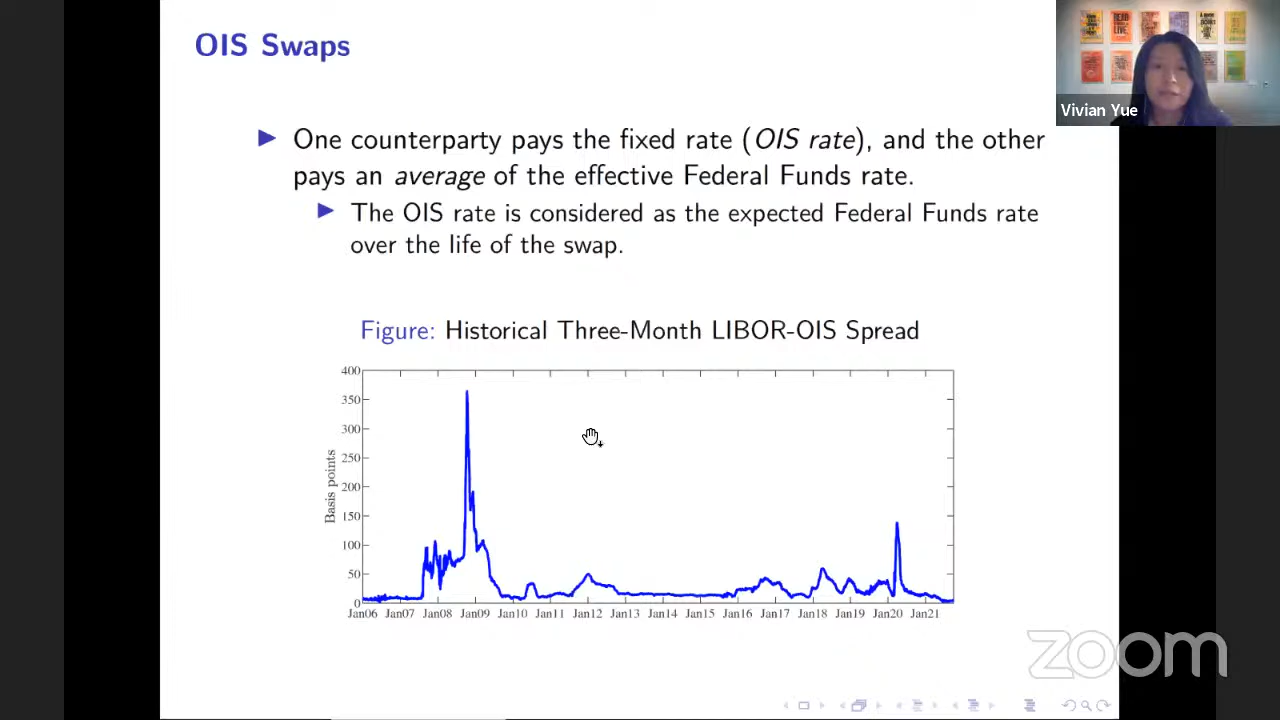 OIS Swaps
Vivian Yue
One counterparty pays the fixed rate (OIS rate), and the other
pays an average of the effective Federal Funds rate.
The OIS rate is considered as the expected Federal Funds rate
over the life of the swap.
Figure: Historical Three-Month LIBOR-OIS Spread
400
350
300
250
200
150
100
50
0
Basis points
Jan06 Jan07 Jan08 Jan09 Jan10 Jan11 Jan12 Jan13 Jan14 Jan15 Jan16 Jan17 Jan18 Jan19 Jan20 Jan21
zoom